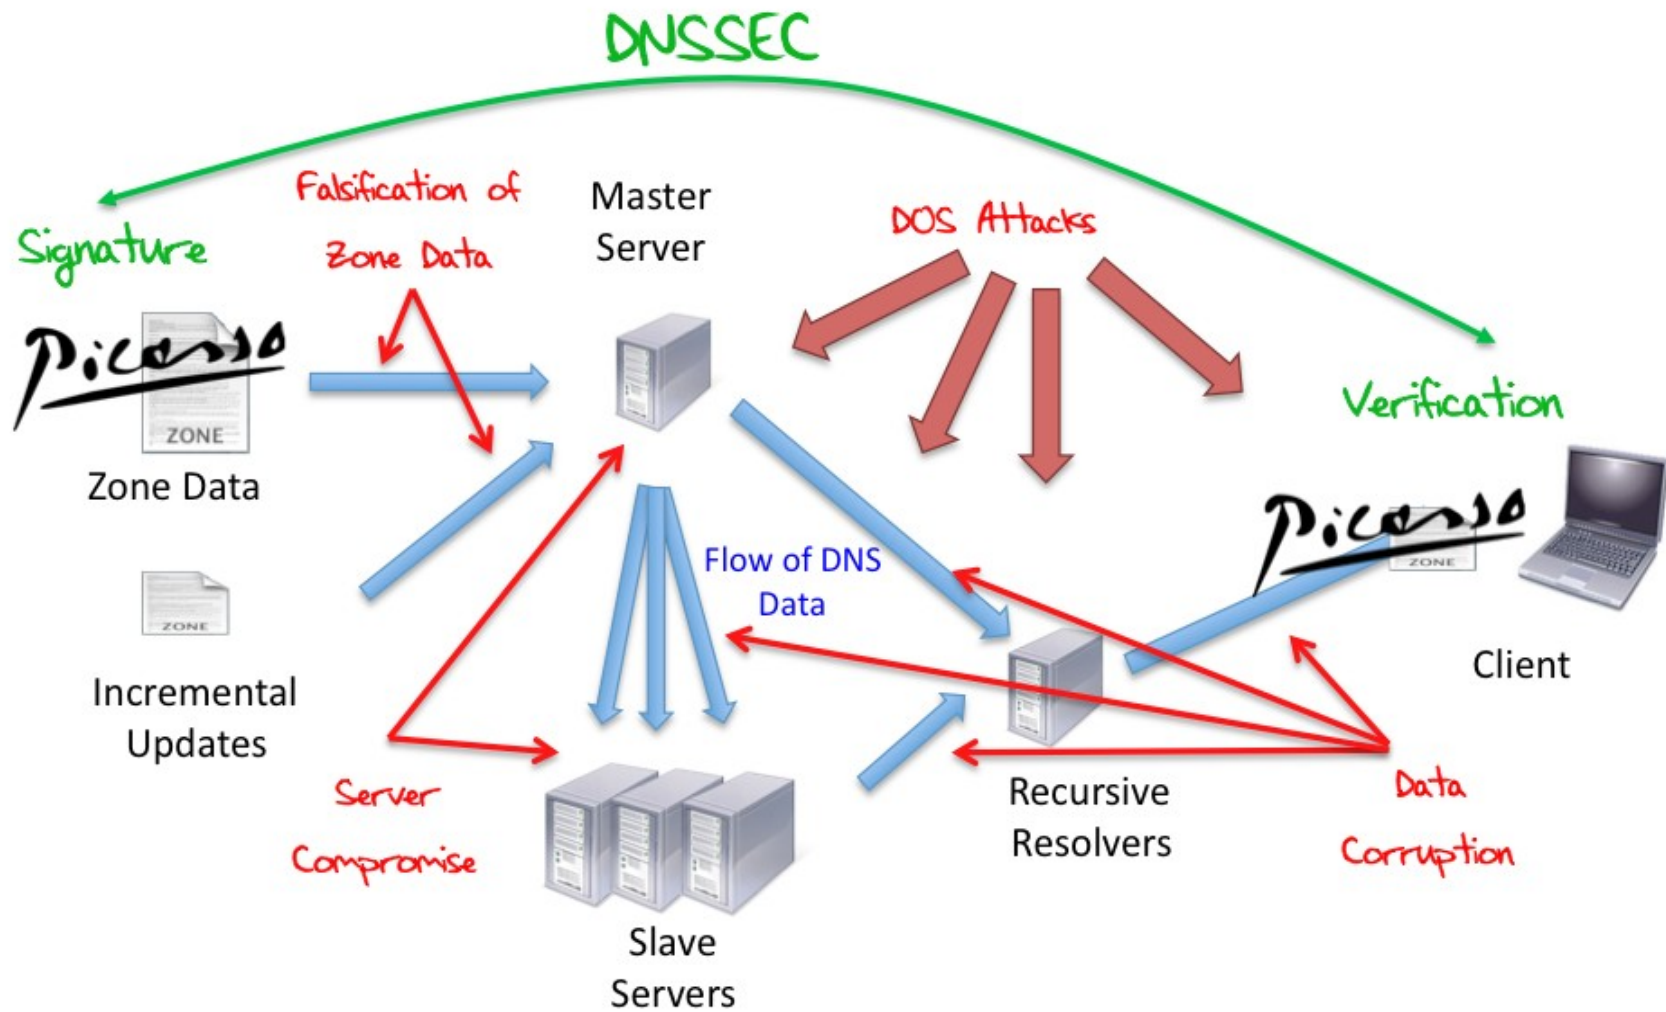 DNSSEC
Falsification of
Zone Data
Master
Server
DOS Attacks
Signature
Picasso
ZONE
Zone Data
Verification
Picasso
ZONE
Client
Flow of DNS
Data
ZONE
Incremental
Updates
Server
Compromise
Recursive
Resolvers
Data
Corruption
Slave
Servers